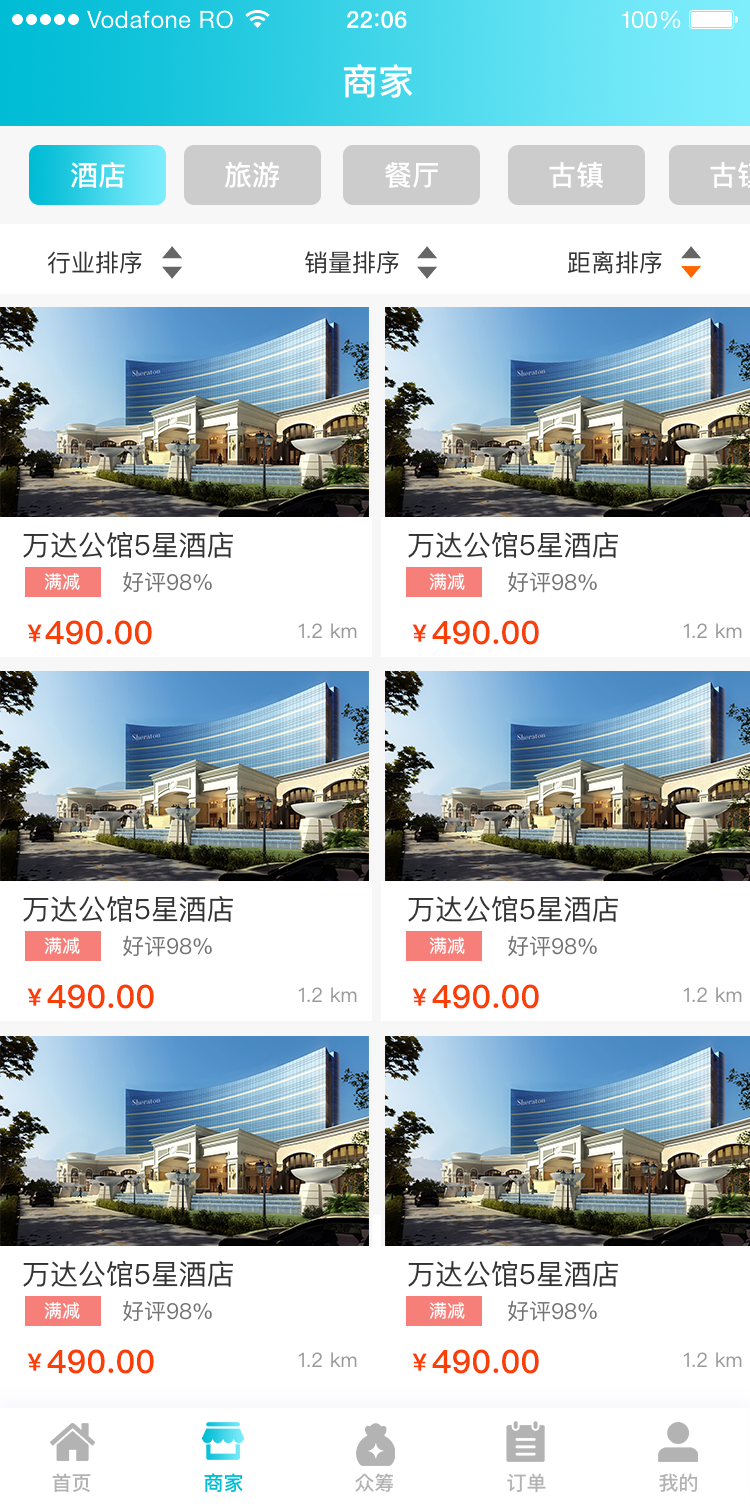 Vodafone RO 22:06 100%
商家
酒店 旅游 餐厅 古镇 古镇
行业排序 销量排序 距离排序
Sheraton Sheraton
万达公馆5星酒店 万达公馆5星酒店
满减 好评98% 满减 好评98%
¥490.00 1.2 km ¥490.00 1.2 km
Sheraton Sheraton
万达公馆5星酒店 万达公馆5星酒店
满减 好评98% 满减 好评98%
¥490.00 1.2 km ¥490.00 1.2 km
Sheraton Sheraton
万达公馆5星酒店 万达公馆5星酒店
满减 好评98% 满减 好评98%
¥490.00 1.2 km ¥490.00 1.2 km
首页 商家 众筹 订单 我的